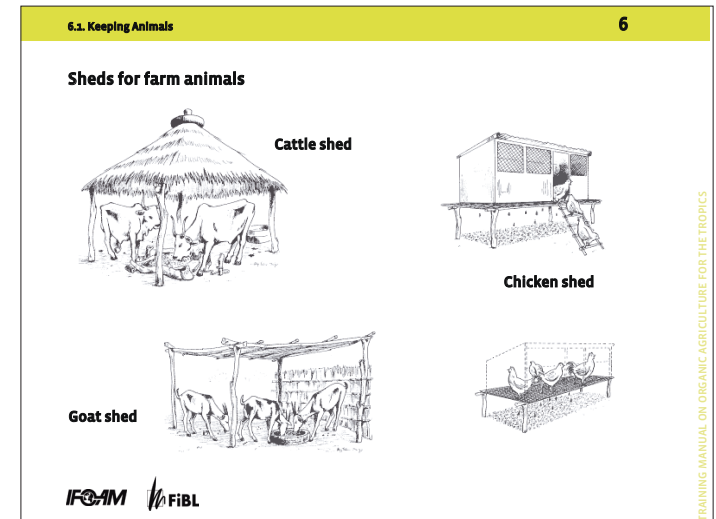 6.1. Keeping Animals
6
Sheds for farm animals
Cattle shed
Chicken shed
Goat shed
IFOAM
FiBL
TRAINING MANUAL ON ORGANIC AGRICULTURE FOR THE TROPICS